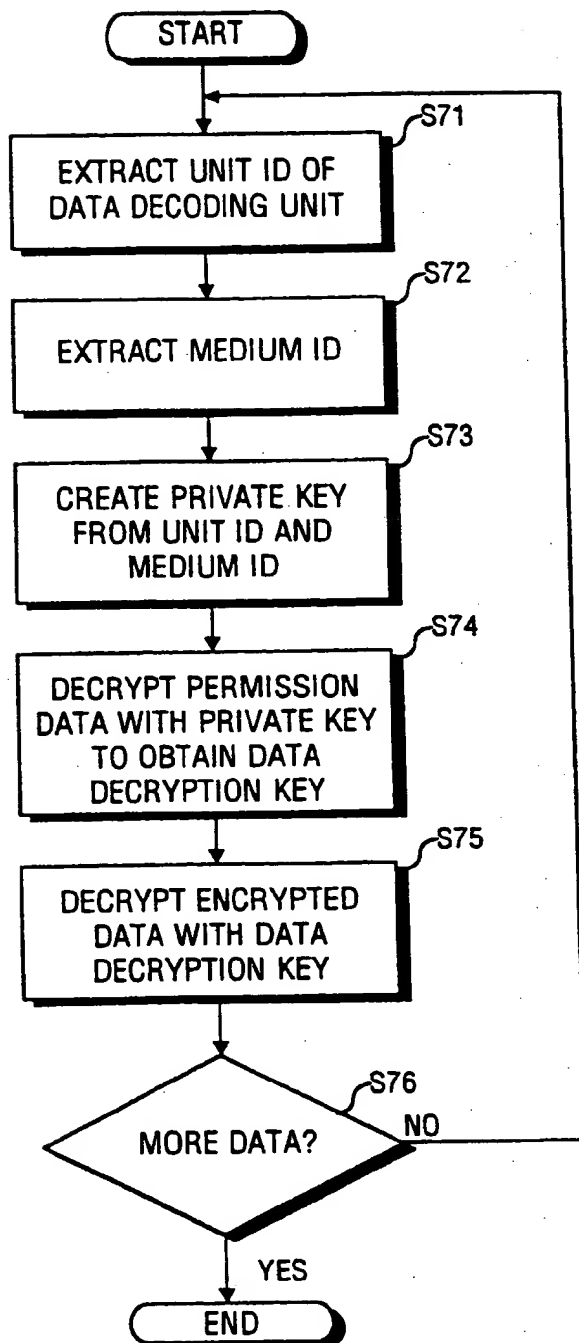 START
S71
EXTRACT UNIT ID OF
DATA DECODING UNIT
S72
EXTRACT MEDIUM ID
S73
CREATE PRIVATE KEY
FROM UNIT ID AND
MEDIUM ID
S74
DECRYPT PERMISSION
DATA WITH PRIVATE KEY
TO OBTAIN DATA
DECRYPTION KEY
S75
DECRYPT ENCRYPTED
DATA WITH DATA
DECRYPTION KEY
S76
MORE DATA?
NO
YES
END